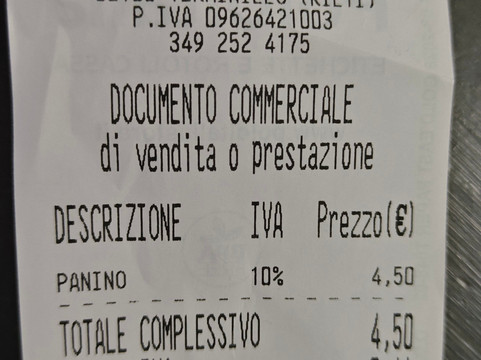 (RIETI)
P.IVA 09626421003
349 252 4175
DOCUMENTO COMMERCIALE
di vendita o prestazione
DESCRIZIONE IVA Prezzo(€)
PANINO 10% 4,50
TOTALE COMPLESSIVO 4,50